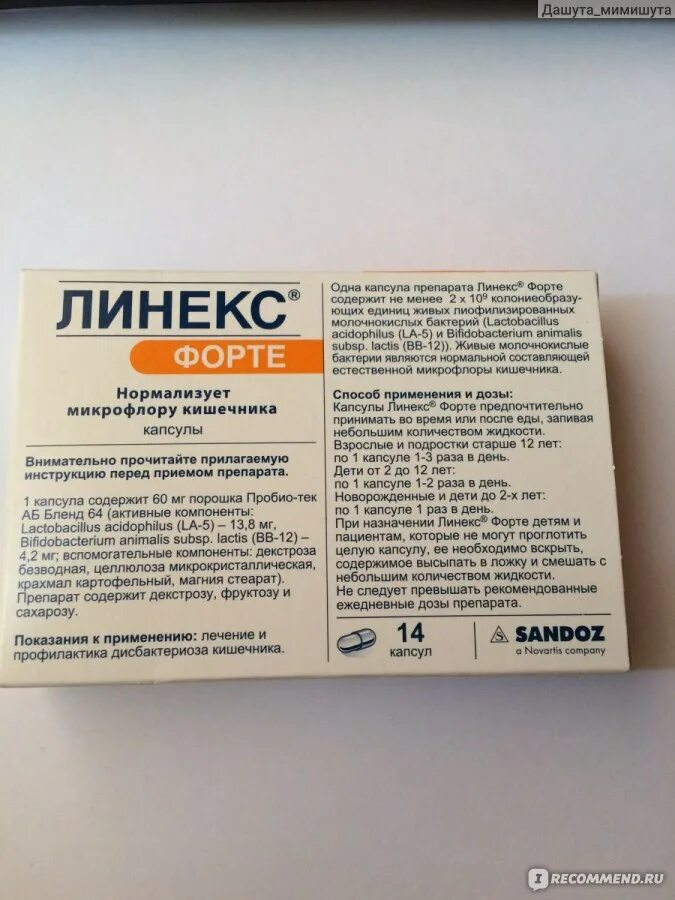 Дашута_мимишута
ЛИНЕКС®
ФОРТЕ
Нормализует
микрофлору кишечника
капсулы
Внимательно прочитайте прилагаемую
инструкцию перед приемом препарата.
1 капсула содержит 60 мг порошка Пробио-тек
АБ Бленд 64 (активные компоненты:
Lactobacillus acidophilus (LA-5) – 13,8 мг,
Bifidobacterium animalis subsp. lactis (BB-12) –
4,2 мг; вспомогательные компоненты: декстроза
безводная, целлюлоза микрокристаллическая,
крахмал картофельный, магния стеарат).
Препарат содержит декстрозу, фруктозу и
сахарозу.
Показания к применению: лечение и
профилактика дисбактериоза кишечника.
Одна капсула препарата Линекс® Форте
содержит не менее 2 x 10⁹ колониеобразу-
ющих единиц живых лиофилизированных
молочнокислых бактерий (Lactobacillus
acidophilus (LA-5) и Bifidobacterium animalis
subsp. lactis (BB-12)). Живые молочнокислые
бактерии являются нормальной составляющей
естественной микрофлоры кишечника.
Способ применения и дозы:
Капсулы Линекс® Форте предпочтительно
принимать во время или после еды, запивая
небольшим количеством жидкости.
Взрослые и подростки старше 12 лет:
по 1 капсуле 1-3 раза в день.
Дети от 2 до 12 лет:
по 1 капсуле 1-2 раза в день.
Новорожденные и дети до 2-х лет:
по 1 капсуле 1 раз в день.
При назначении Линекс® Форте детям и
пациентам, которые не могут проглотить
целую капсулу, ее необходимо вскрыть,
содержимое высыпать в ложку и смешать с
небольшим количеством жидкости.
Не следует превышать рекомендованные
ежедневные дозы препарата.
14
капсул
SANDOZ
a Novartis company
IRECOMMEND.RU